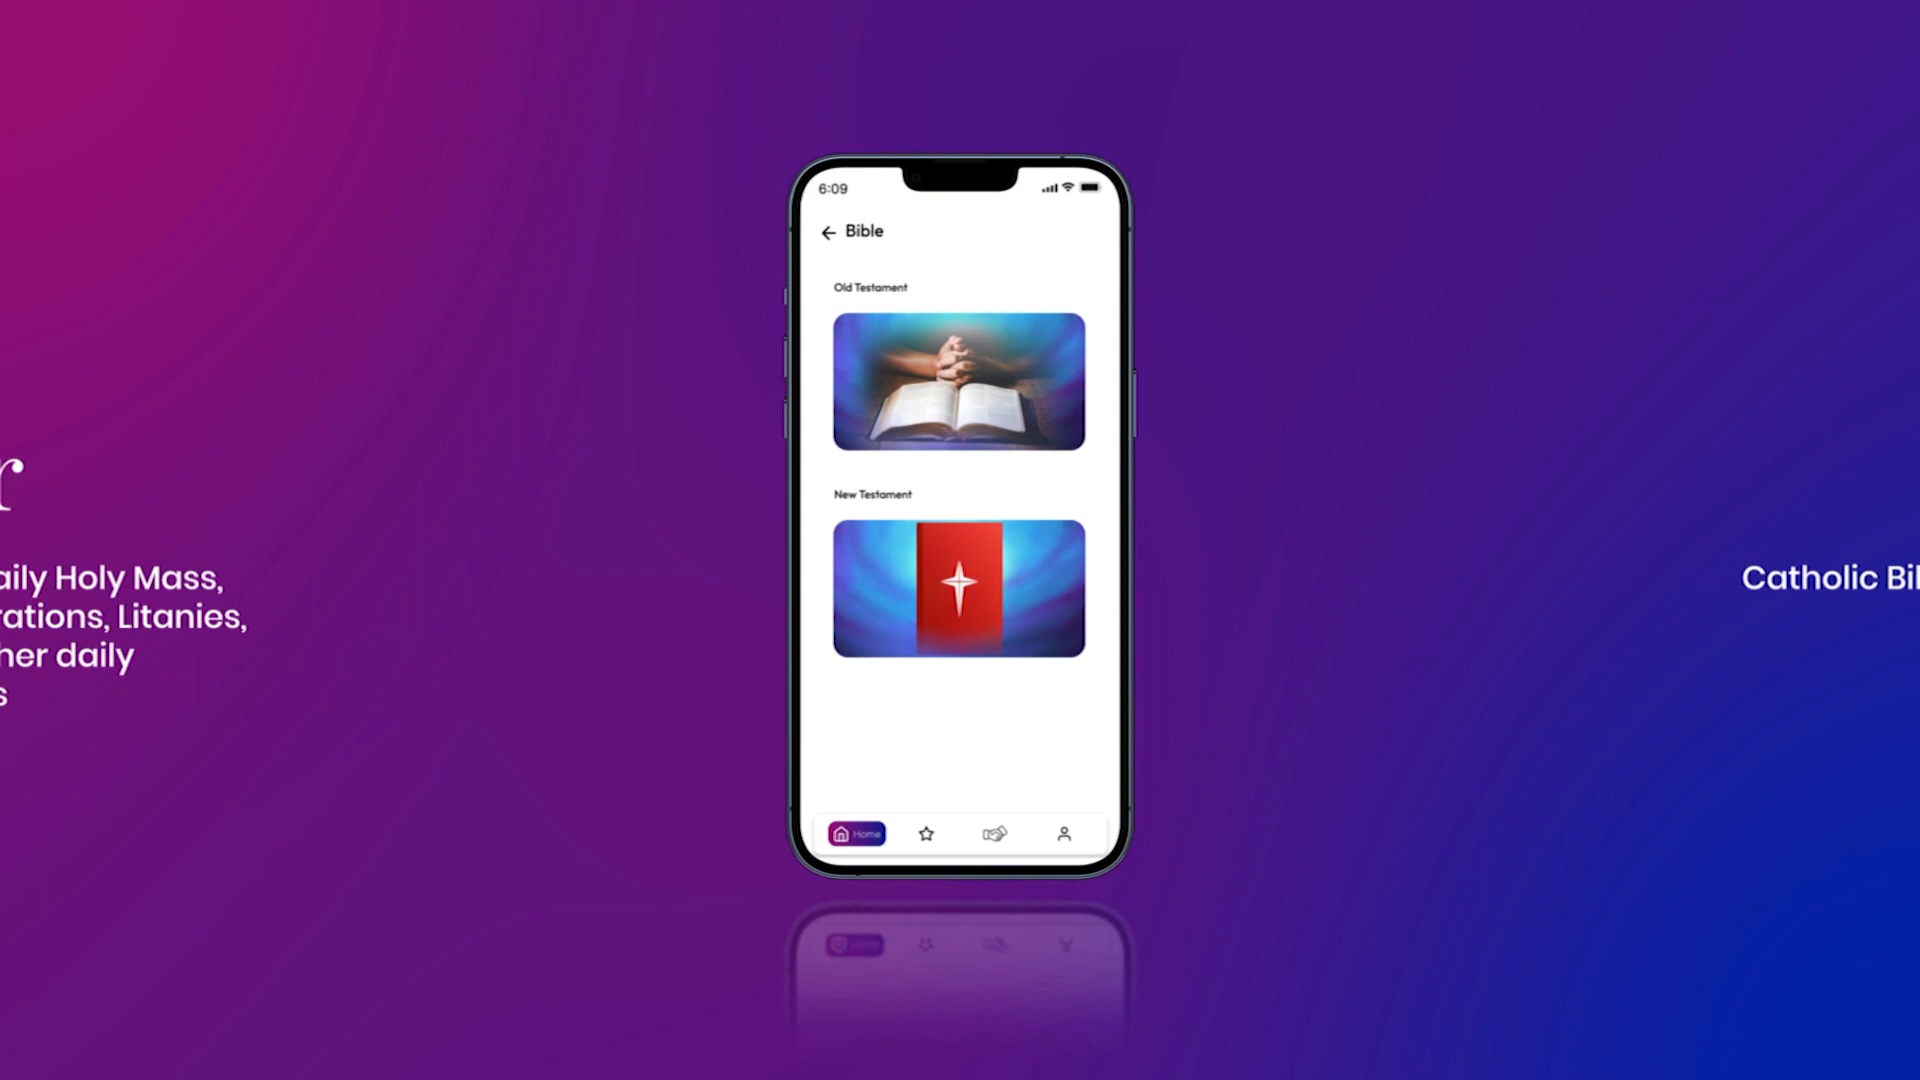 r
aily Holy Mass,
rations, Litanies,
her daily
s
6:09
Bible
Old Testament
New Testament
Home
Catholic Bi